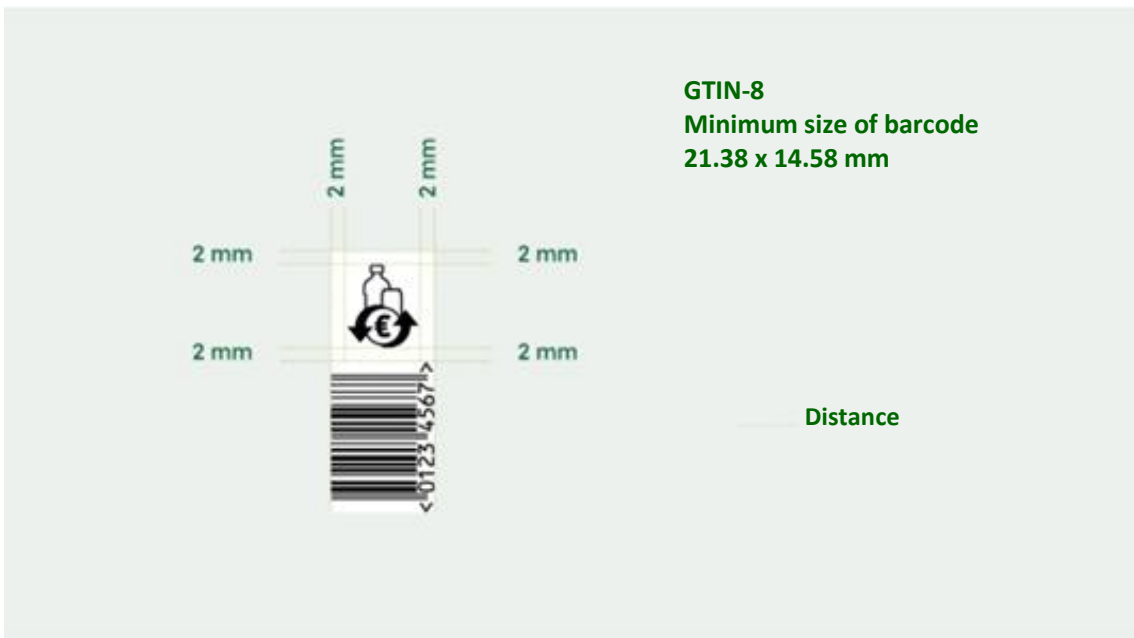 GTIN-8
Minimum size of barcode
21.38 x 14.58 mm
2 mm 2 mm
2 mm 2 mm
€
2 mm 2 mm
< 0123 4567 >
Distance